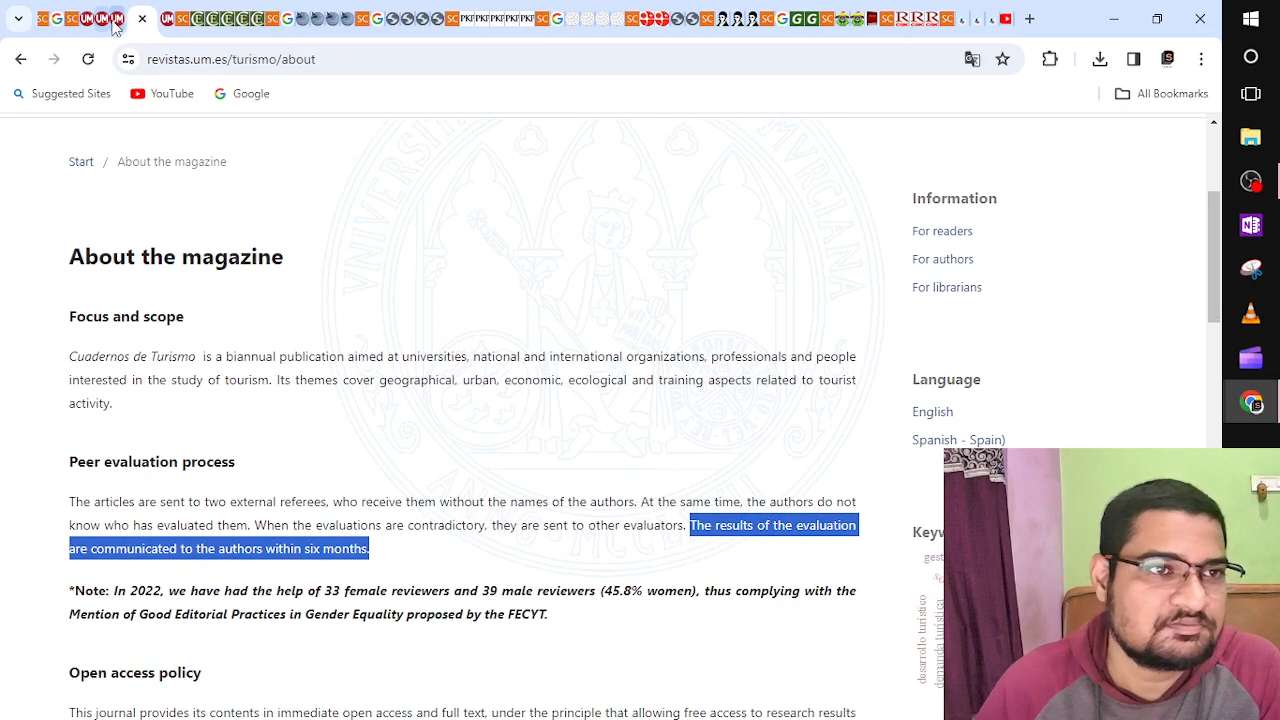 revistas.um.es/turismo/about
Suggested Sites
YouTube
Google
All Bookmarks
Start / About the magazine
About the magazine
Focus and scope
Cuadernos de Turismo is a biannual publication aimed at universities, national and international organizations, professionals and people
interested in the study of tourism. Its themes cover geographical, urban, economic, ecological and training aspects related to tourist
activity.
Peer evaluation process
The articles are sent to two external referees, who receive them without the names of the authors. At the same time, the authors do not
know who has evaluated them. When the evaluations are contradictory, they are sent to other evaluators. The results of the evaluation
are communicated to the authors within six months.
*Note: In 2022, we have had the help of 33 female reviewers and 39 male reviewers (45.8% women), thus complying with the
Mention of Good Editorial Practices in Gender Equality proposed by the FECYT.
Open access policy
This journal provides its contents in immediate open access and full text, under the principle that allowing free access to research results
Information
For readers
For authors
For librarians
Language
English
Spanish - Spain)
Keyw
gest
desarrollo turístico
demanda turística